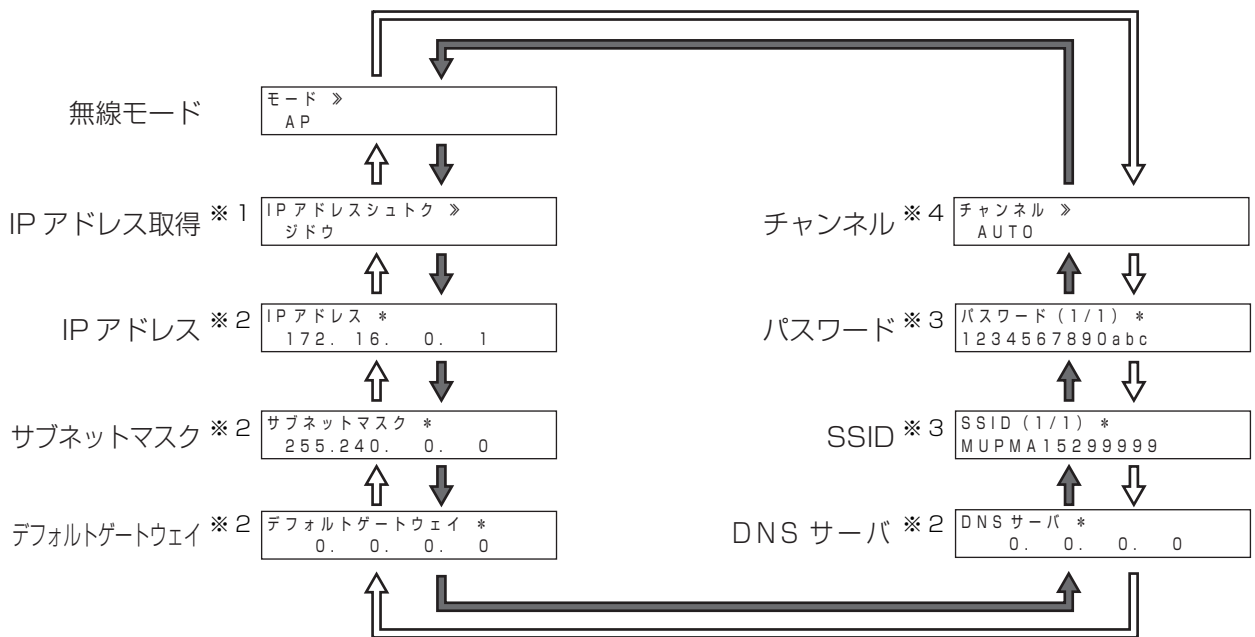 無線モード
モード 》
AP
IP アドレス取得 ※1
IPアドレスシュトク 》
ジドウ
IP アドレス ※2
IPアドレス *
172. 16. 0. 1
サブネットマスク ※2
サブネットマスク *
255.240. 0. 0
デフォルトゲートウェイ ※2
デフォルトゲートウェイ *
0. 0. 0. 0
チャンネル ※4
チャンネル 》
AUTO
パスワード ※3
パスワード(1/1) *
1234567890abc
SSID ※3
SSID(1/1) *
MUPMA15299999
DNS サーバ ※2
DNSサーバ *
0. 0. 0. 0